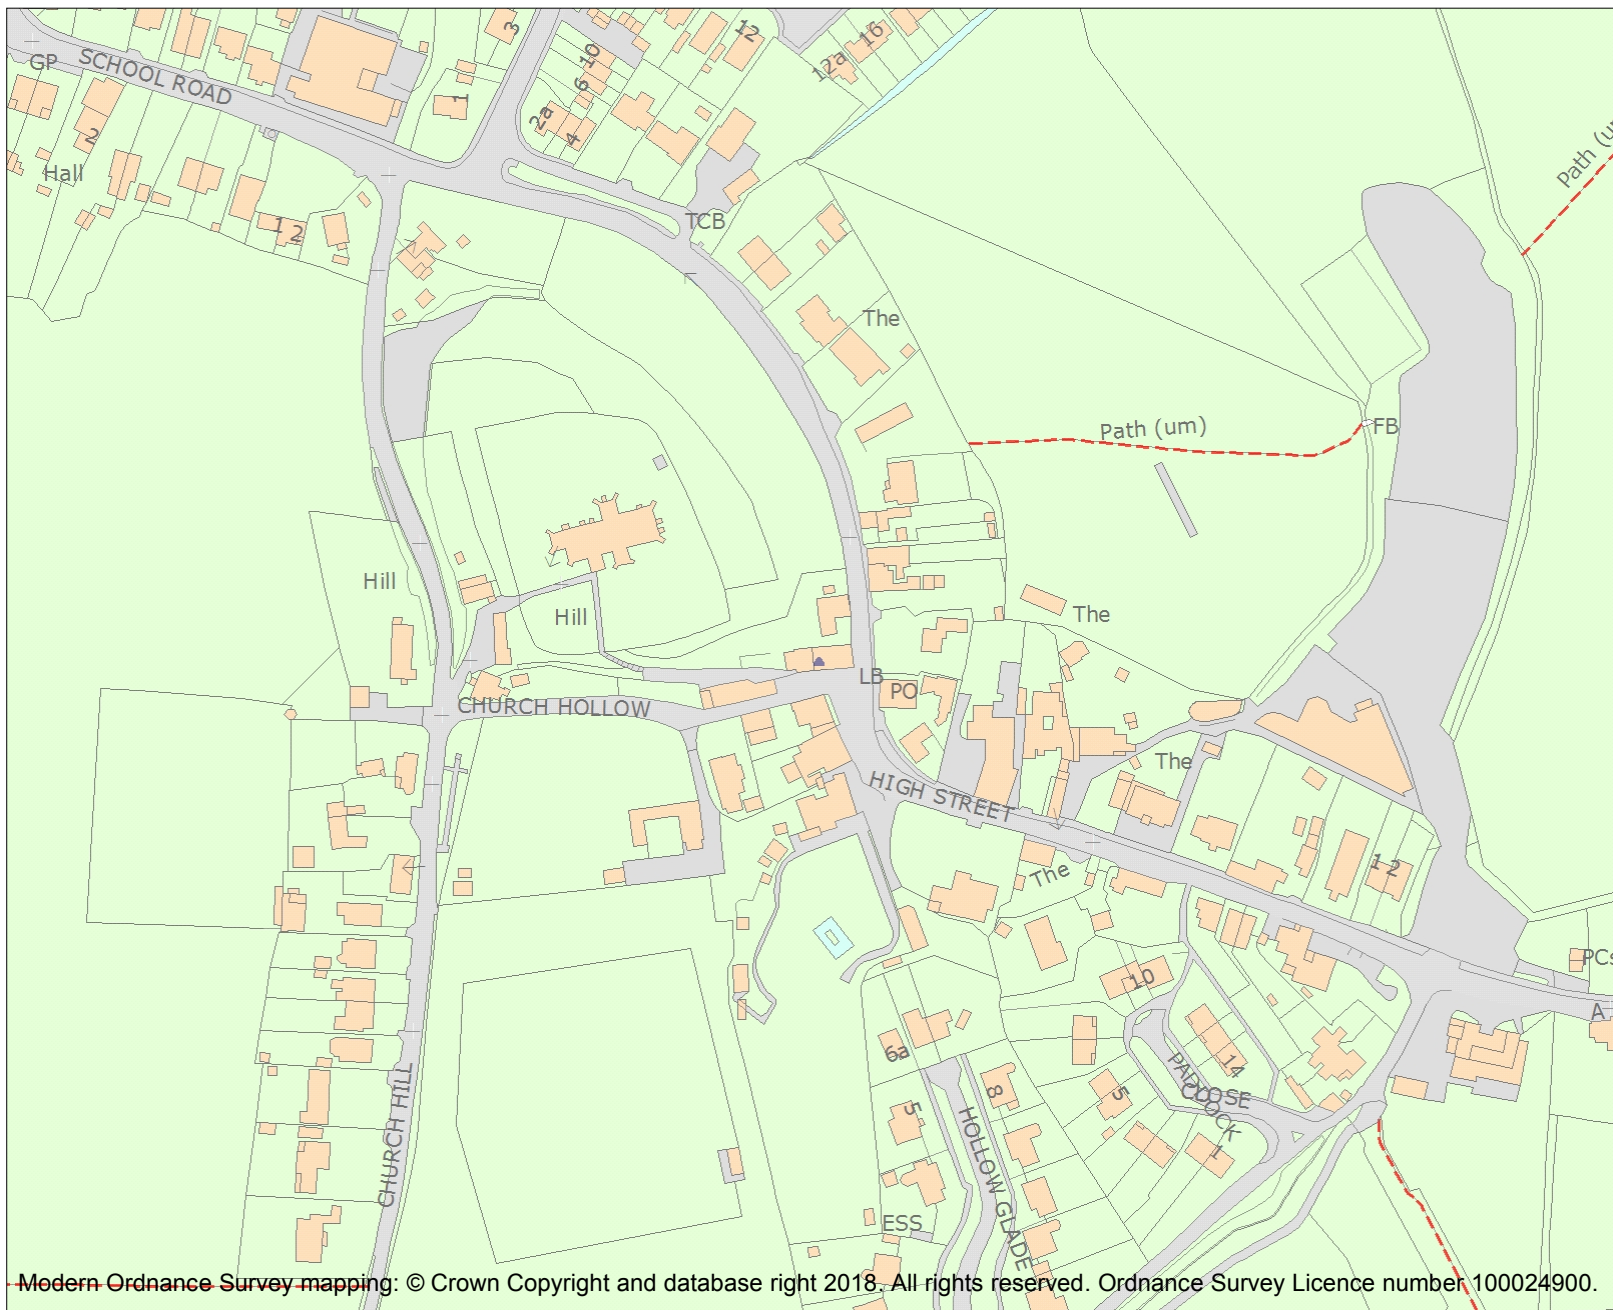 3
12
16
12a
10
6
2a
4
1
GP
SCHOOL ROAD
2
Hall
1 2
TCB
The
Path (um)
FB
Hill
Hill
The
LB
PO
CHURCH HOLLOW
The
HIGH STREET
The
1 2
PCs
10
A
6a
14
PADDOCK
CLOSE
8
5
5
1
HOLLOW GLADE
CHURCH HILL
ESS
Modern Ordnance Survey mapping: © Crown Copyright and database right 2018. All rights reserved. Ordnance Survey Licence number 100024900.